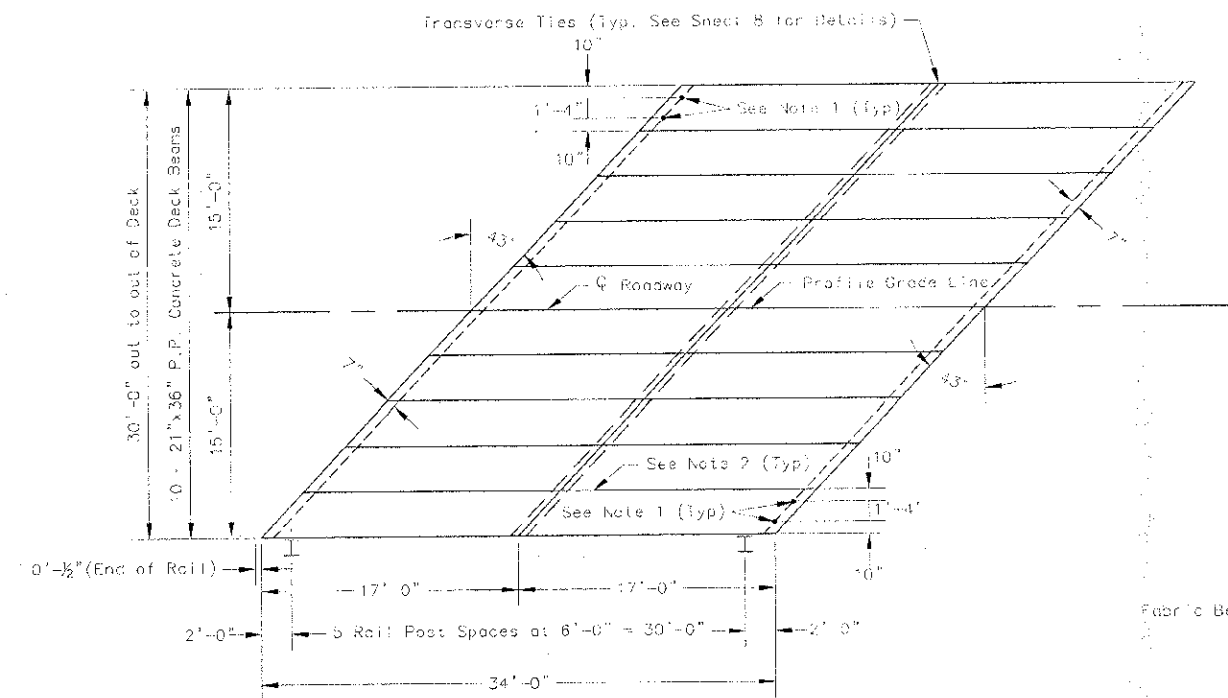 Transverse Ties (Typ. See Sheet 8 for Details)
10"
1'-4"
See Note 1 (Typ)
10"
30'-0" out to out of Deck
10 - 21"x36" P.P. Concrete Deck Beams
15'-0"
43°
7"
℄ Roadway
Profile Grade Line
7"
43°
15'-0"
See Note 2 (Typ)
10"
See Note 1 (Typ)
1'-4"
10"
0'-½" (End of Rail)
17'-0"
17'-0"
Fabric Be
2'-0"
5 Rail Post Spaces at 6'-0" = 30'-0"
2'-0"
34'-0"